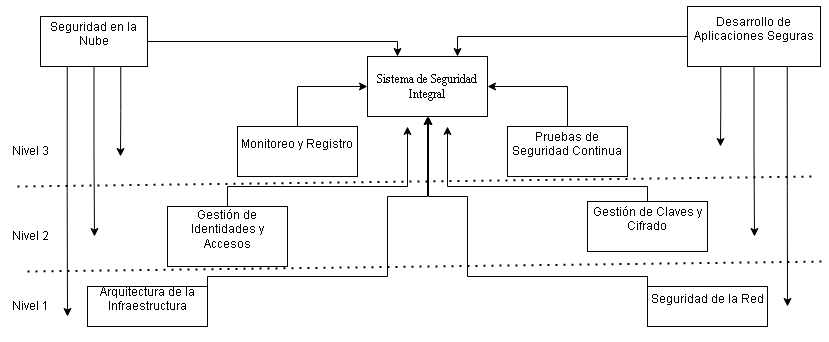 Seguridad en la
Nube
Desarrollo de
Aplicaciones Seguras
Sistema de Seguridad
Integral
Nivel 3
Monitoreo y Registro
Pruebas de
Seguridad Continua
Nivel 2
Gestión de
Identidades y
Accesos
Gestión de Claves y
Cifrado
Nivel 1
Arquitectura de la
Infraestructura
Seguridad de la Red